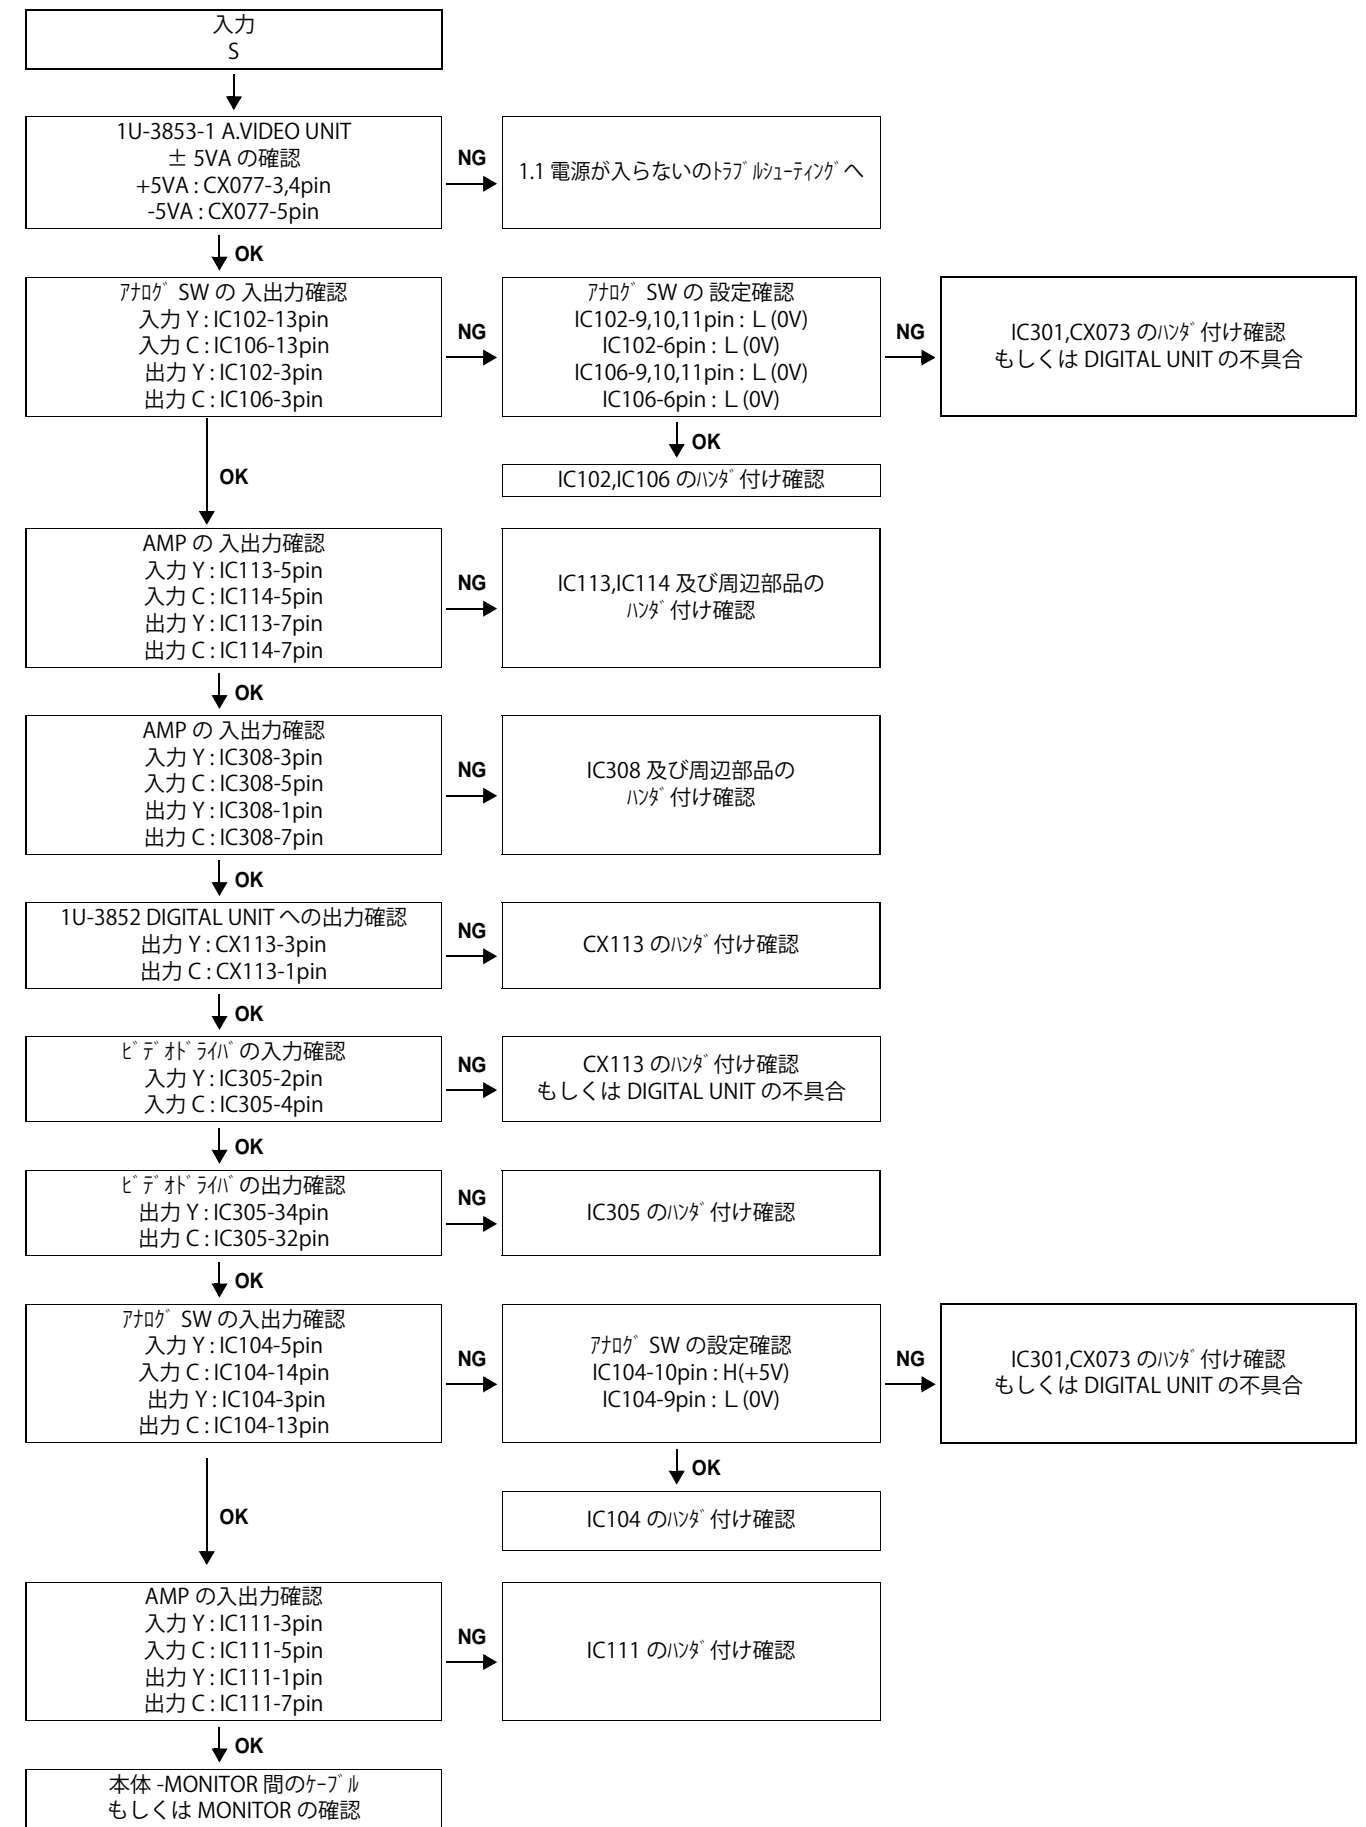 入力
S
1U-3853-1 A.VIDEO UNIT
± 5VA の確認
+5VA : CX077-3,4pin
-5VA : CX077-5pin
NG
1.1 電源が入らないのﾄﾗﾌﾞﾙｼｭｰﾃｨﾝｸﾞへ
OK
ｱﾅﾛｸﾞ SW の 入出力確認
入力 Y : IC102-13pin
入力 C : IC106-13pin
出力 Y : IC102-3pin
出力 C : IC106-3pin
NG
ｱﾅﾛｸﾞ SW の 設定確認
IC102-9,10,11pin : L (0V)
IC102-6pin : L (0V)
IC106-9,10,11pin : L (0V)
IC106-6pin : L (0V)
NG
IC301,CX073 のﾊﾝﾀﾞ付け確認
もしくは DIGITAL UNIT の不具合
OK
IC102,IC106 のﾊﾝﾀﾞ付け確認
OK
AMP の 入出力確認
入力 Y : IC113-5pin
入力 C : IC114-5pin
出力 Y : IC113-7pin
出力 C : IC114-7pin
NG
IC113,IC114 及び周辺部品の
ﾊﾝﾀﾞ付け確認
OK
AMP の 入出力確認
入力 Y : IC308-3pin
入力 C : IC308-5pin
出力 Y : IC308-1pin
出力 C : IC308-7pin
NG
IC308 及び周辺部品の
ﾊﾝﾀﾞ付け確認
OK
1U-3852 DIGITAL UNIT への出力確認
出力 Y : CX113-3pin
出力 C : CX113-1pin
NG
CX113 のﾊﾝﾀﾞ付け確認
OK
ﾋﾞﾃﾞｵﾄﾞﾗｲﾊﾞの入力確認
入力 Y : IC305-2pin
入力 C : IC305-4pin
NG
CX113 のﾊﾝﾀﾞ付け確認
もしくは DIGITAL UNIT の不具合
OK
ﾋﾞﾃﾞｵﾄﾞﾗｲﾊﾞの出力確認
出力 Y : IC305-34pin
出力 C : IC305-32pin
NG
IC305 のﾊﾝﾀﾞ付け確認
OK
ｱﾅﾛｸﾞ SW の入出力確認
入力 Y : IC104-5pin
入力 C : IC104-14pin
出力 Y : IC104-3pin
出力 C : IC104-13pin
NG
ｱﾅﾛｸﾞ SW の設定確認
IC104-10pin : H(+5V)
IC104-9pin : L (0V)
NG
IC301,CX073 のﾊﾝﾀﾞ付け確認
もしくは DIGITAL UNIT の不具合
OK
IC104 のﾊﾝﾀﾞ付け確認
OK
AMP の入出力確認
入力 Y : IC111-3pin
入力 C : IC111-5pin
出力 Y : IC111-1pin
出力 C : IC111-7pin
NG
IC111 のﾊﾝﾀﾞ付け確認
OK
本体 -MONITOR 間のｹｰﾌﾞﾙ
もしくは MONITOR の確認